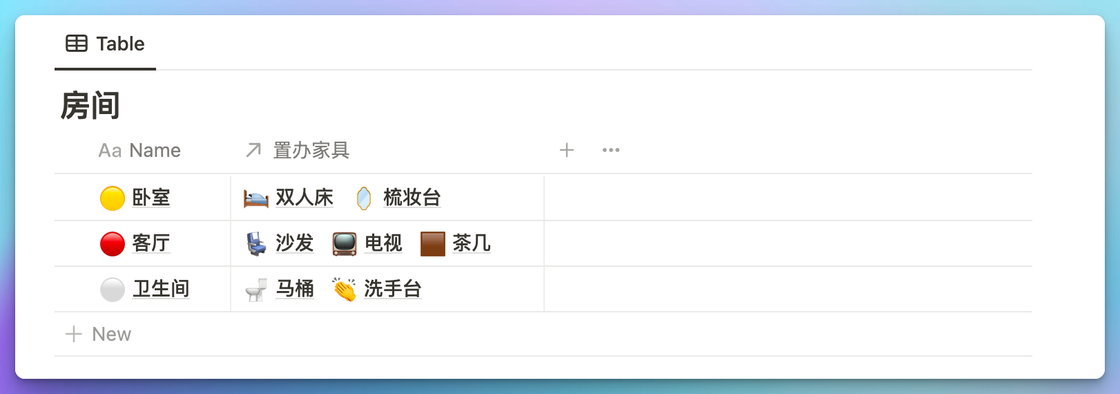 Table
房间
Aa Name 置办家具
卧室 双人床 梳妆台
客厅 沙发 电视 茶几
卫生间 马桶 洗手台
New